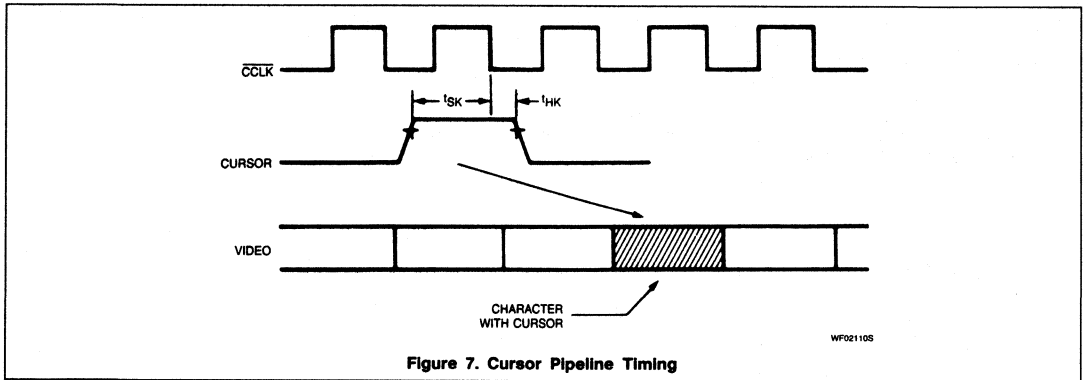 CCLK
tSK
tHK
CURSOR
VIDEO
CHARACTER
WITH CURSOR
WF02110S
Figure 7. Cursor Pipeline Timing